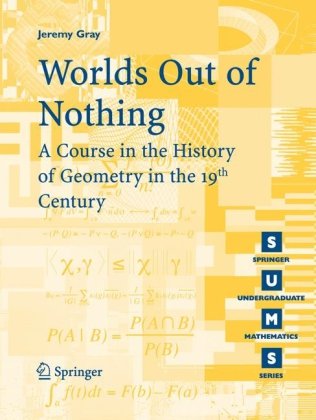 Jeremy Gray
Worlds Out of
Nothing
A Course in the History
of Geometry in the 19th
Century
⟨χ, γ⟩ ≤ ||χ|| ||γ||
P(A | B) = P(A ∩ B) / P(B)
∫ f(t)dt = F(b) − F(a)
S
SPRINGER
U
UNDERGRADUATE
M
MATHEMATICS
S
SERIES
Springer